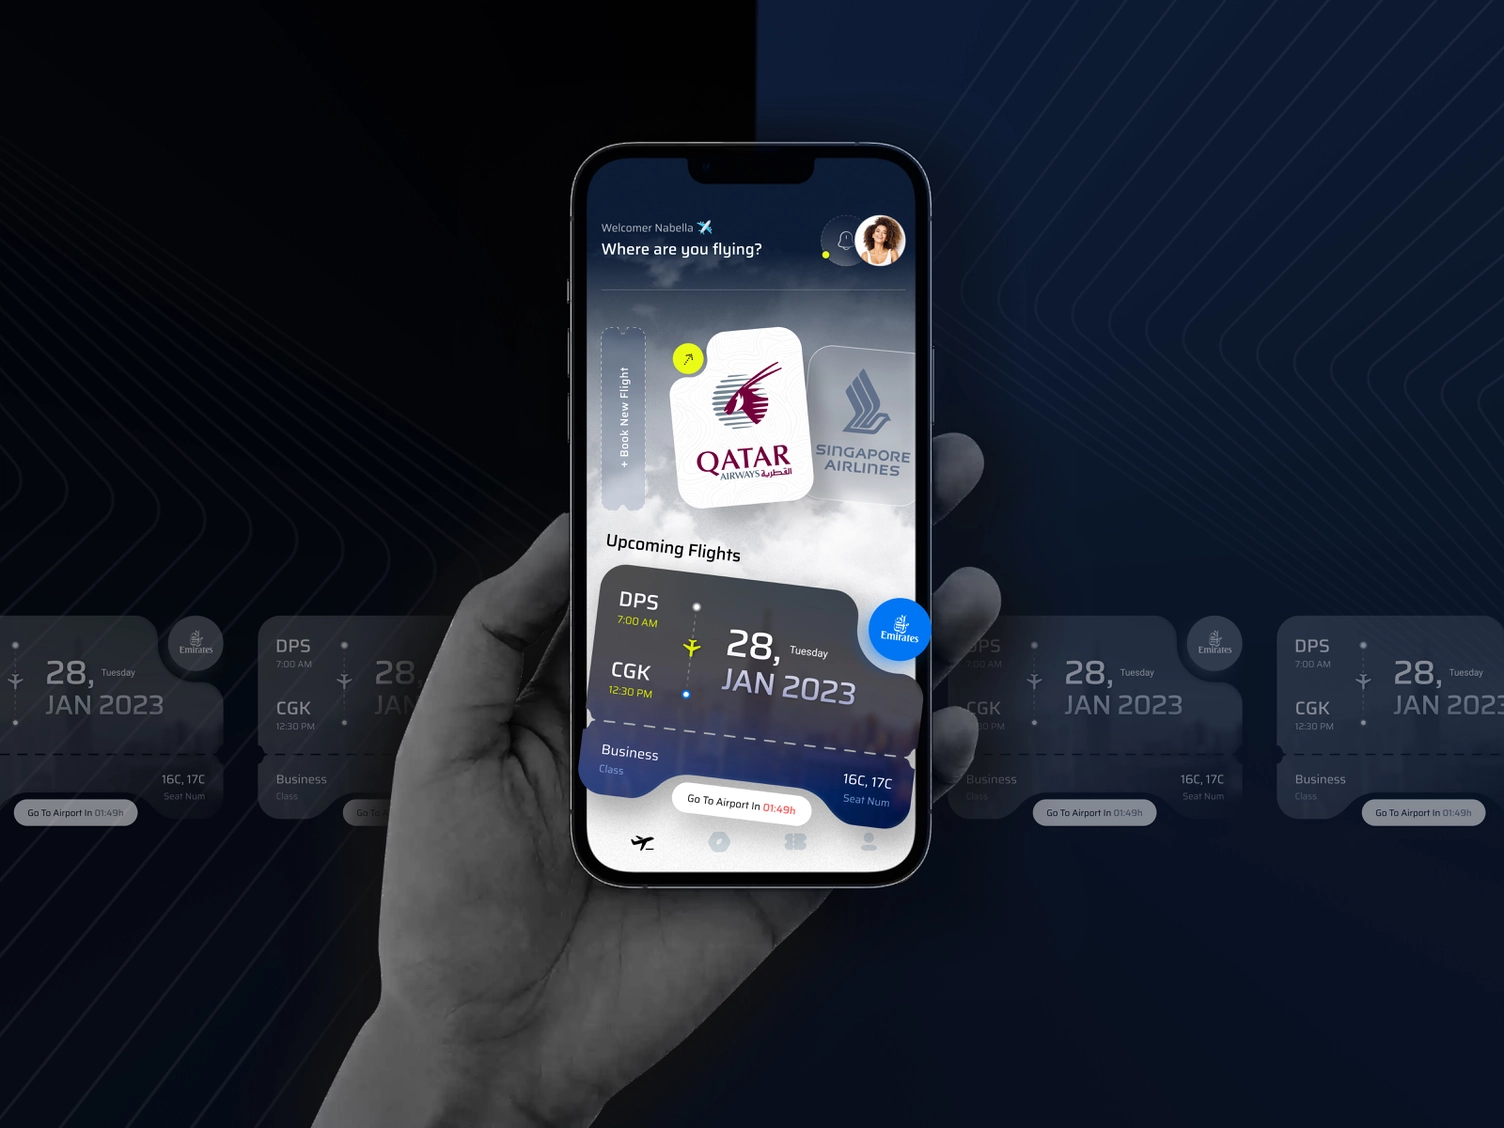 Welcomer Nabella
Where are you flying?
+ Book New Flight
QATAR
AIRWAYS القطرية
SINGAPORE
AIRLINES
Upcoming Flights
DPS
7:00 AM
CGK
12:30 PM
28, Tuesday
JAN 2023
Emirates
Business
Class
16C, 17C
Seat Num
Go To Airport In 01:49h
28, Tuesday
JAN 2023
Emirates
16C, 17C
Seat Num
Go To Airport In 01:49h
DPS
7:00 AM
CGK
12:30 PM
28,
JAN
Business
Class
Go To A
DPS
7:00 AM
CGK
12:30 PM
28, Tuesday
JAN 2023
Emirates
Business
Class
16C, 17C
Seat Num
Go To Airport In 01:49h
DPS
7:00 AM
CGK
12:30 PM
28, Tuesday
JAN 2023
Business
Class
Go To Airport In 01:49h